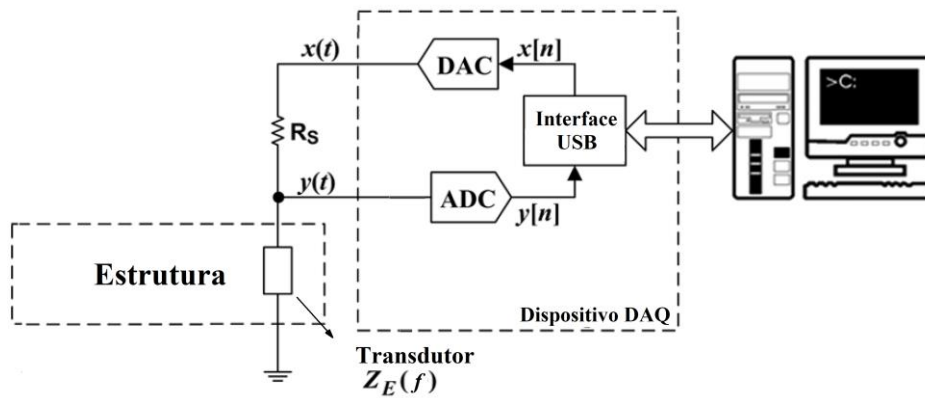 x(t)
DAC
x[n]
>C:
Interface
USB
R_S
y(t)
ADC
y[n]
Estrutura
Dispositivo DAQ
Transdutor
Z_E(f)